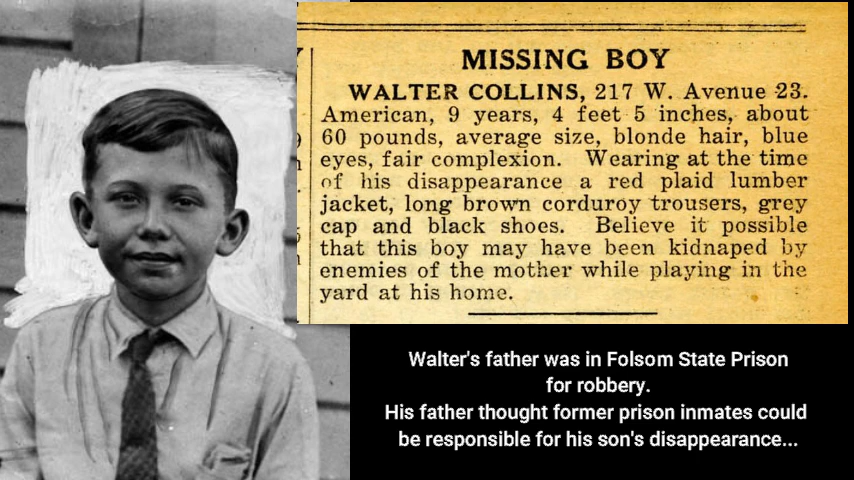 MISSING BOY
WALTER COLLINS, 217 W. Avenue 23.
American, 9 years, 4 feet 5 inches, about
60 pounds, average size, blonde hair, blue
eyes, fair complexion. Wearing at the time
of his disappearance a red plaid lumber
jacket, long brown corduroy trousers, grey
cap and black shoes. Believe it possible
that this boy may have been kidnaped by
enemies of the mother while playing in the
yard at his home.
Walter's father was in Folsom State Prison
for robbery.
His father thought former prison inmates could
be responsible for his son's disappearance...